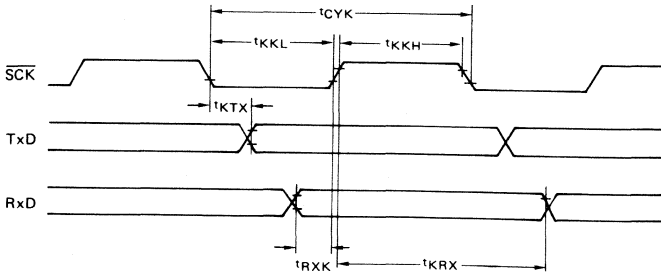 tCYK
tKKL
tKKH
SCK
tKTX
TxD
RxD
tRXK
tKRX